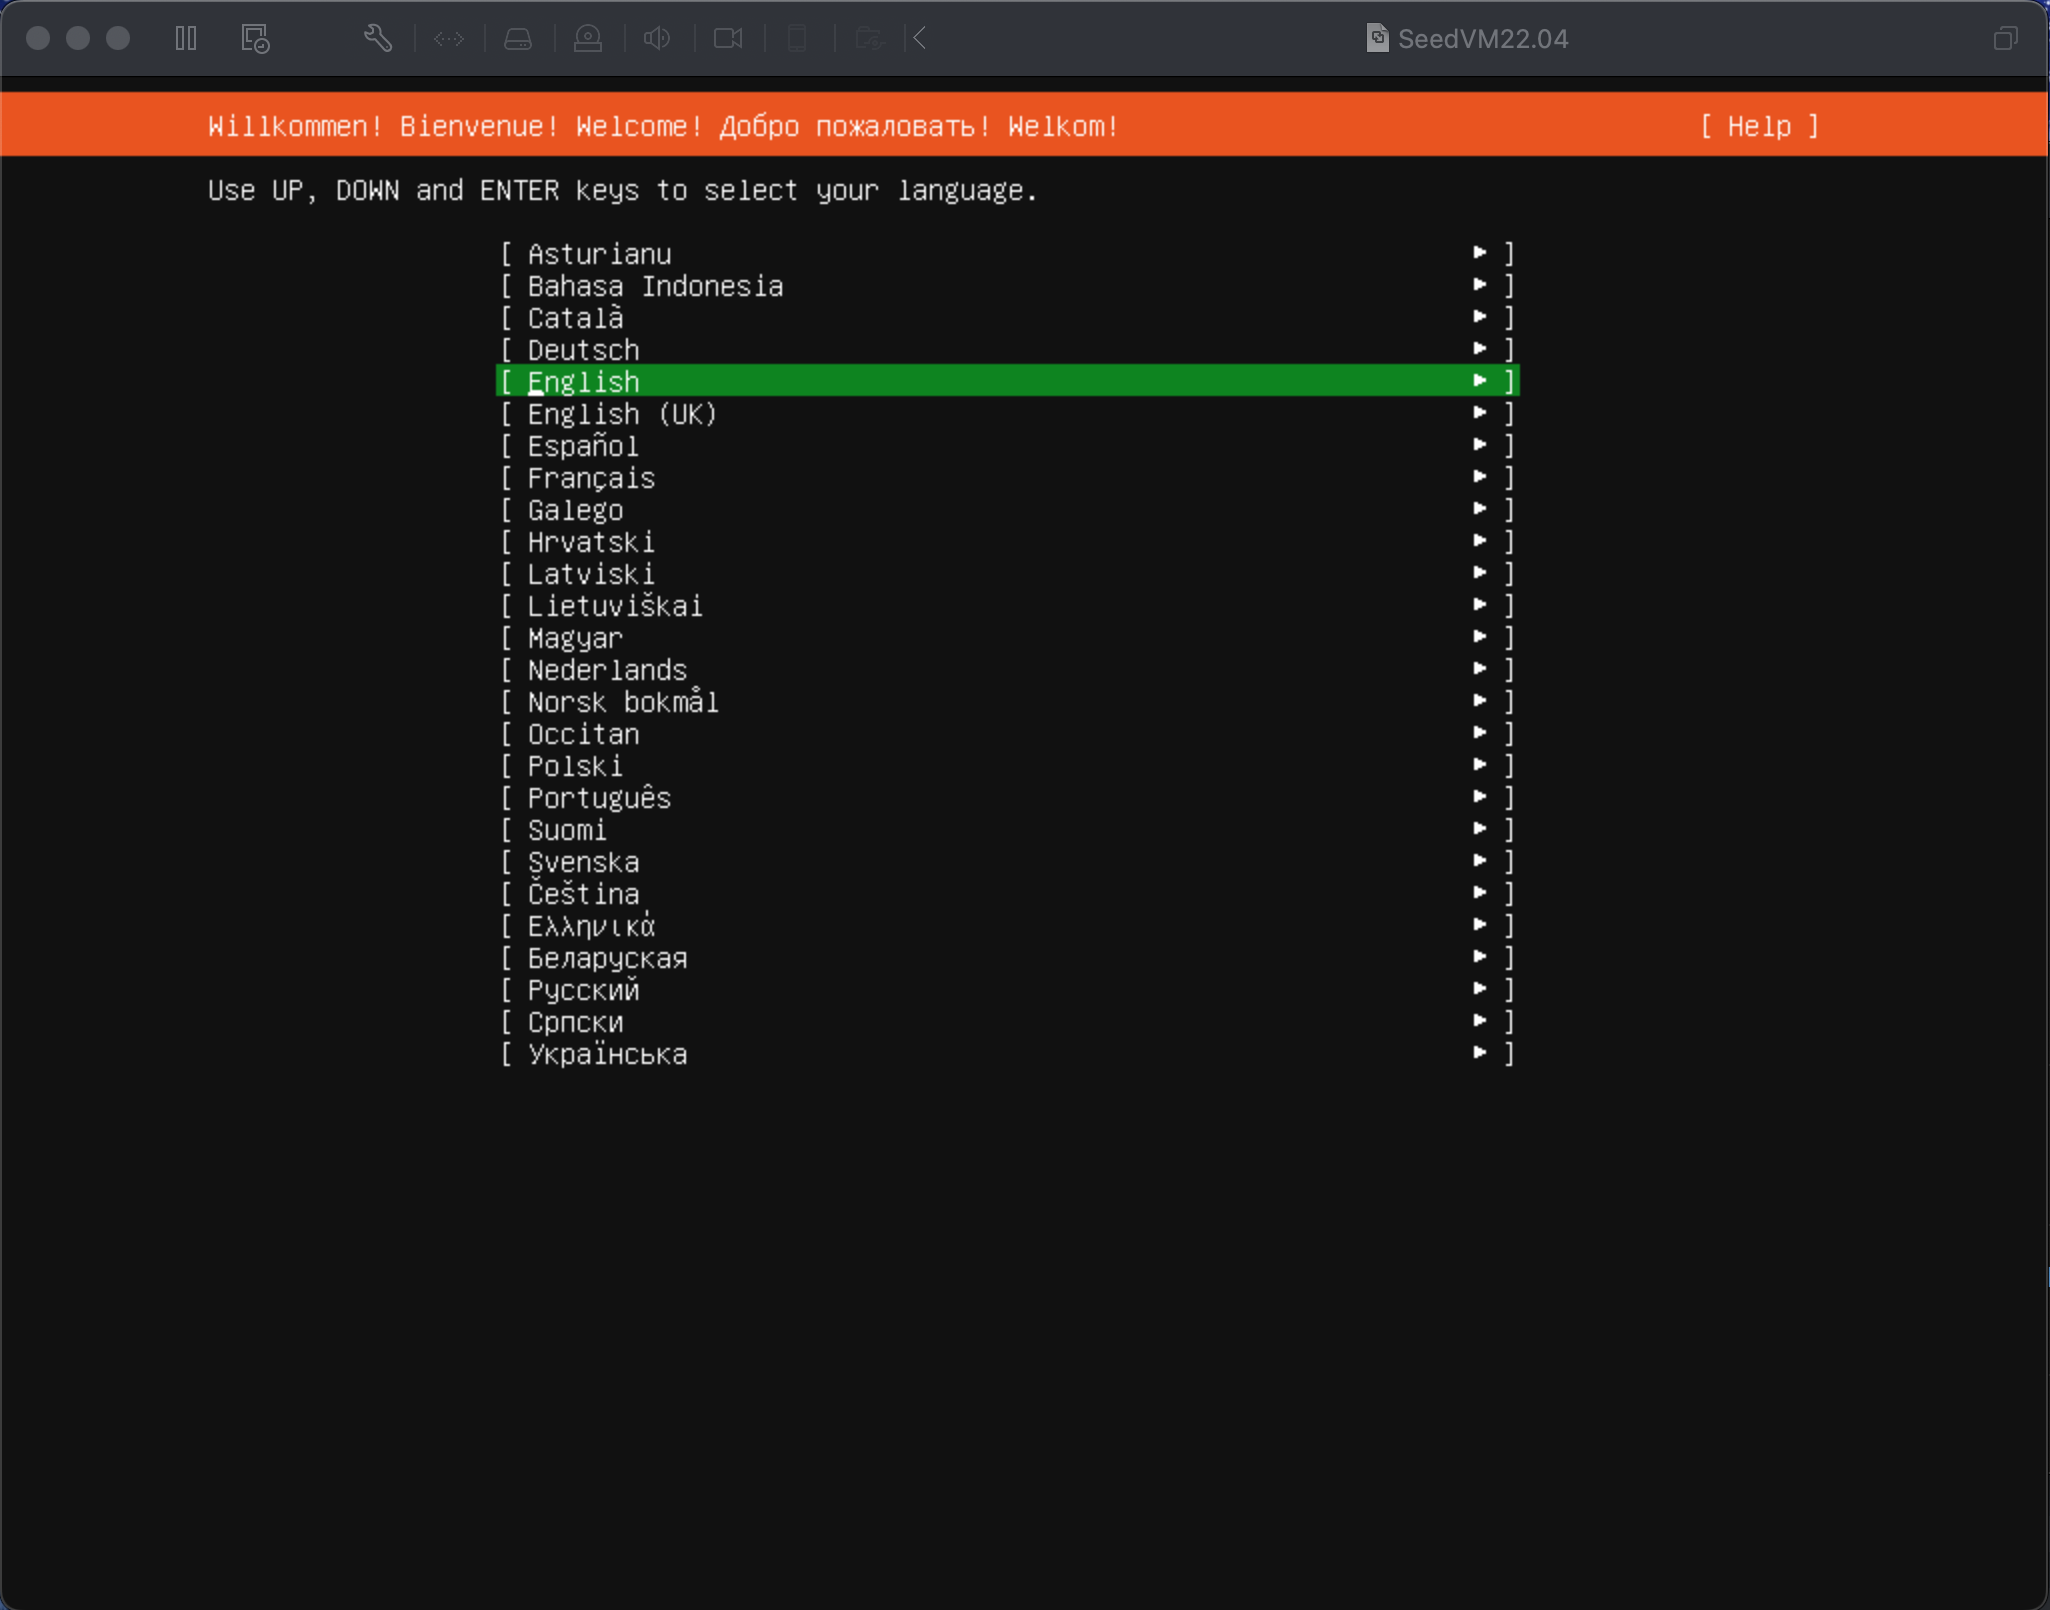 SeedVM22.04
Willkommen! Bienvenue! Welcome! Добро пожаловать! Welkom! [ Help ]
Use UP, DOWN and ENTER keys to select your language.
[ Asturianu ▸ ]
[ Bahasa Indonesia ▸ ]
[ Català ▸ ]
[ Deutsch ▸ ]
[ English ▸ ]
[ English (UK) ▸ ]
[ Español ▸ ]
[ Français ▸ ]
[ Galego ▸ ]
[ Hrvatski ▸ ]
[ Latviski ▸ ]
[ Lietuviškai ▸ ]
[ Magyar ▸ ]
[ Nederlands ▸ ]
[ Norsk bokmål ▸ ]
[ Occitan ▸ ]
[ Polski ▸ ]
[ Português ▸ ]
[ Suomi ▸ ]
[ Svenska ▸ ]
[ Čeština ▸ ]
[ Ελληνικά ▸ ]
[ Беларуская ▸ ]
[ Русский ▸ ]
[ Српски ▸ ]
[ Українська ▸ ]